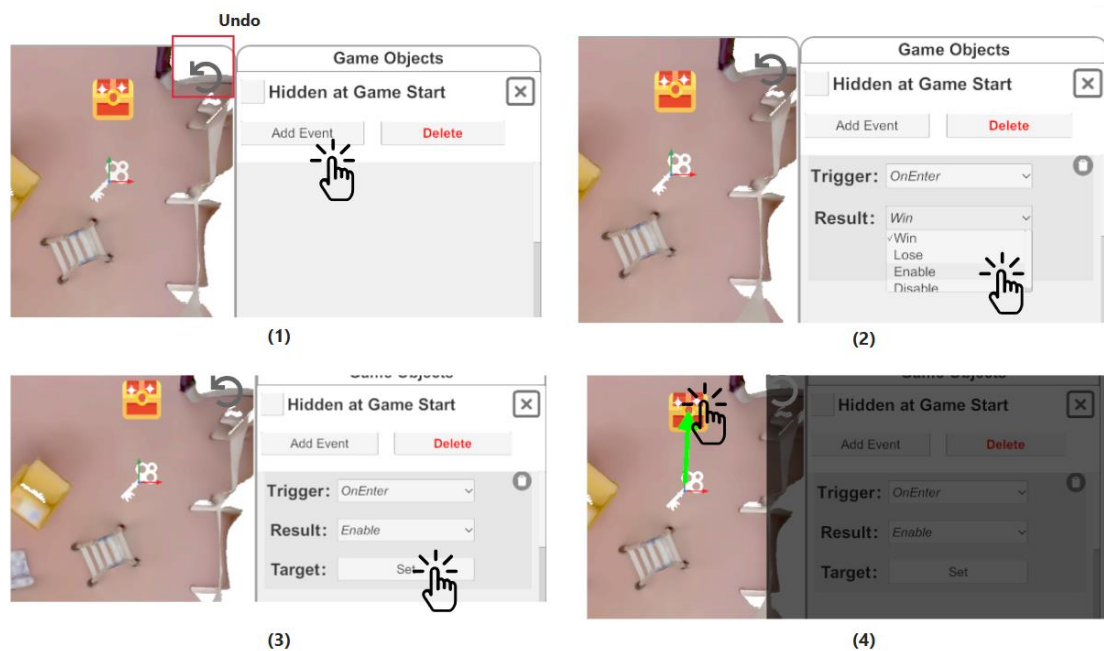 Undo
Game Objects
Hidden at Game Start
Add Event
Delete
(1)
Game Objects
Hidden at Game Start
Add Event
Delete
Trigger: OnEnter
Result: Win
Win
Lose
Enable
Disable
(2)
Game Objects
Hidden at Game Start
Add Event
Delete
Trigger: OnEnter
Result: Enable
Target: Set
(3)
Hidden at Game Start
Add Event
Delete
Trigger: OnEnter
Result: Enable
Target: Set
(4)